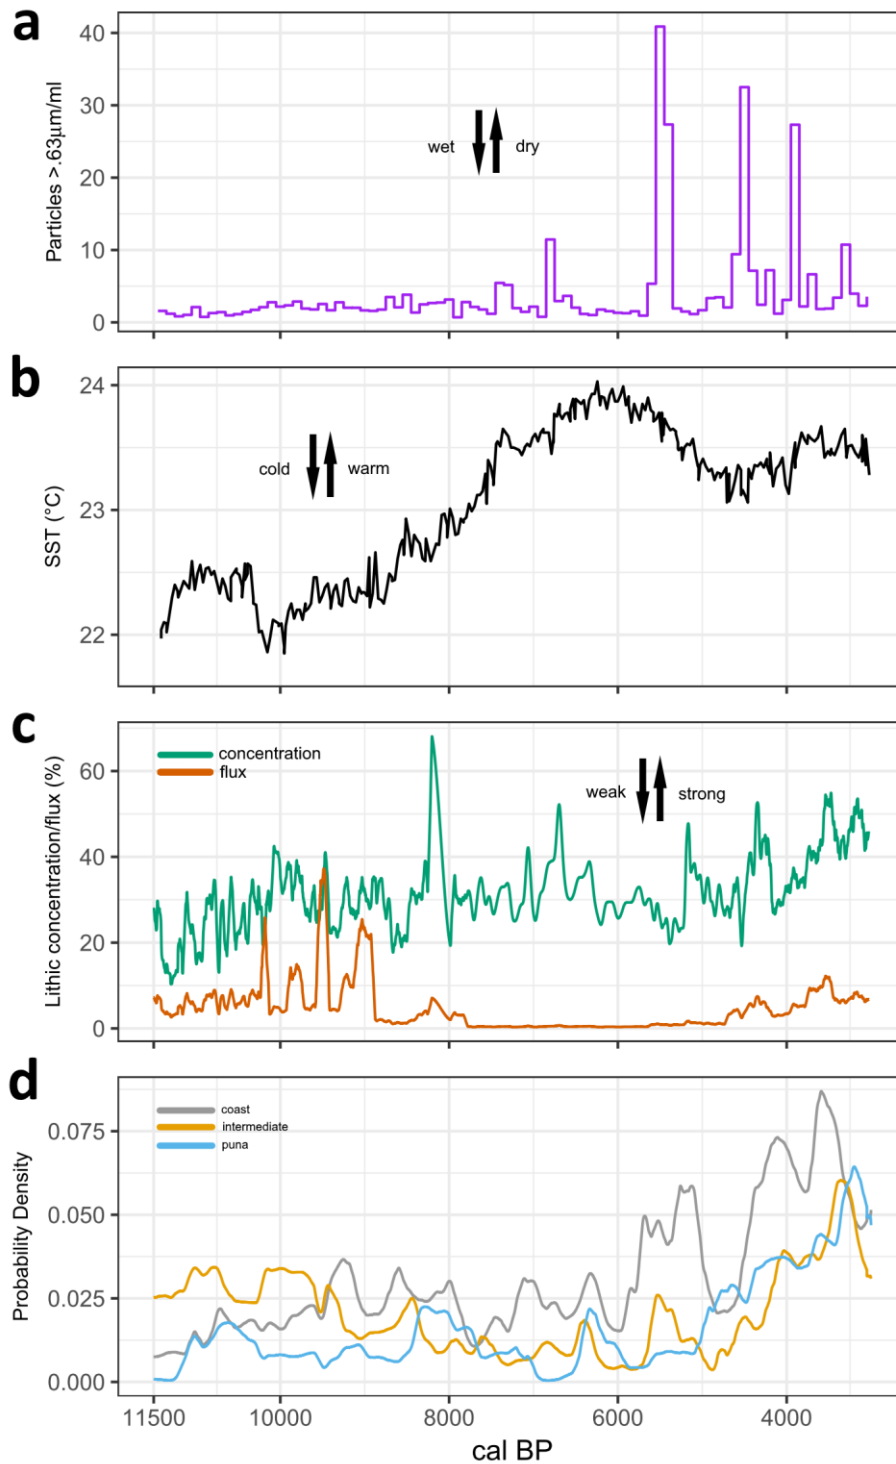 a
Particles >.63μm/ml
40
30
20
10
0
wet
dry
b
SST (°C)
24
23
22
cold
warm
c
Lithic concentration/flux (%)
60
40
20
0
concentration
flux
weak
strong
d
Probability Density
0.075
0.050
0.025
0.000
coast
intermediate
puna
11500 10000 8000 6000 4000
cal BP